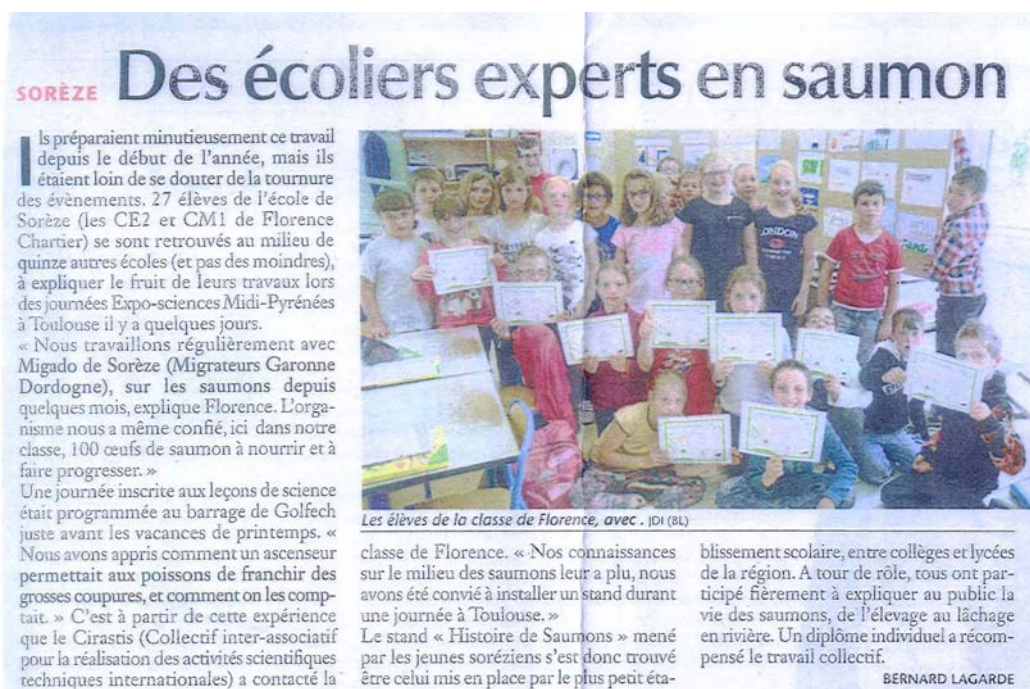 SORÈZE Des écoliers experts en saumon
Ils préparaient minutieusement ce travail
depuis le début de l'année, mais ils
étaient loin de se douter de la tournure
des évènements. 27 élèves de l'école de
Sorèze (les CE2 et CM1 de Florence
Chartier) se sont retrouvés au milieu de
quinze autres écoles (et pas des moindres),
à expliquer le fruit de leurs travaux lors
des journées Expo-sciences Midi-Pyrénées
à Toulouse il y a quelques jours.
« Nous travaillons régulièrement avec
Migado de Sorèze (Migrateurs Garonne
Dordogne), sur les saumons depuis
quelques mois, explique Florence. L'orga-
nisme nous a même confié, ici dans notre
classe, 100 œufs de saumon à nourrir et à
faire progresser. »
Une journée inscrite aux leçons de science
était programmée au barrage de Golfech
juste avant les vacances de printemps. «
Nous avons appris comment un ascenseur
permettait aux poissons de franchir des
grosses coupures, et comment on les comp-
tait. » C'est à partir de cette expérience
que le Cirastis (Collectif inter-associatif
pour la réalisation des activités scientifiques
techniques internationales) a contacté la
Les élèves de la classe de Florence, avec . JDI (BL)
classe de Florence. « Nos connaissances
sur le milieu des saumons leur a plu, nous
avons été convié à installer un stand durant
une journée à Toulouse. »
Le stand « Histoire de Saumons » mené
par les jeunes soréziens s'est donc trouvé
être celui mis en place par le plus petit éta-
blissement scolaire, entre collèges et lycées
de la région. A tour de rôle, tous ont par-
ticipé fièrement à expliquer au public la
vie des saumons, de l'élevage au lâchage
en rivière. Un diplôme individuel a récom-
pensé le travail collectif.
BERNARD LAGARDE
LONDON